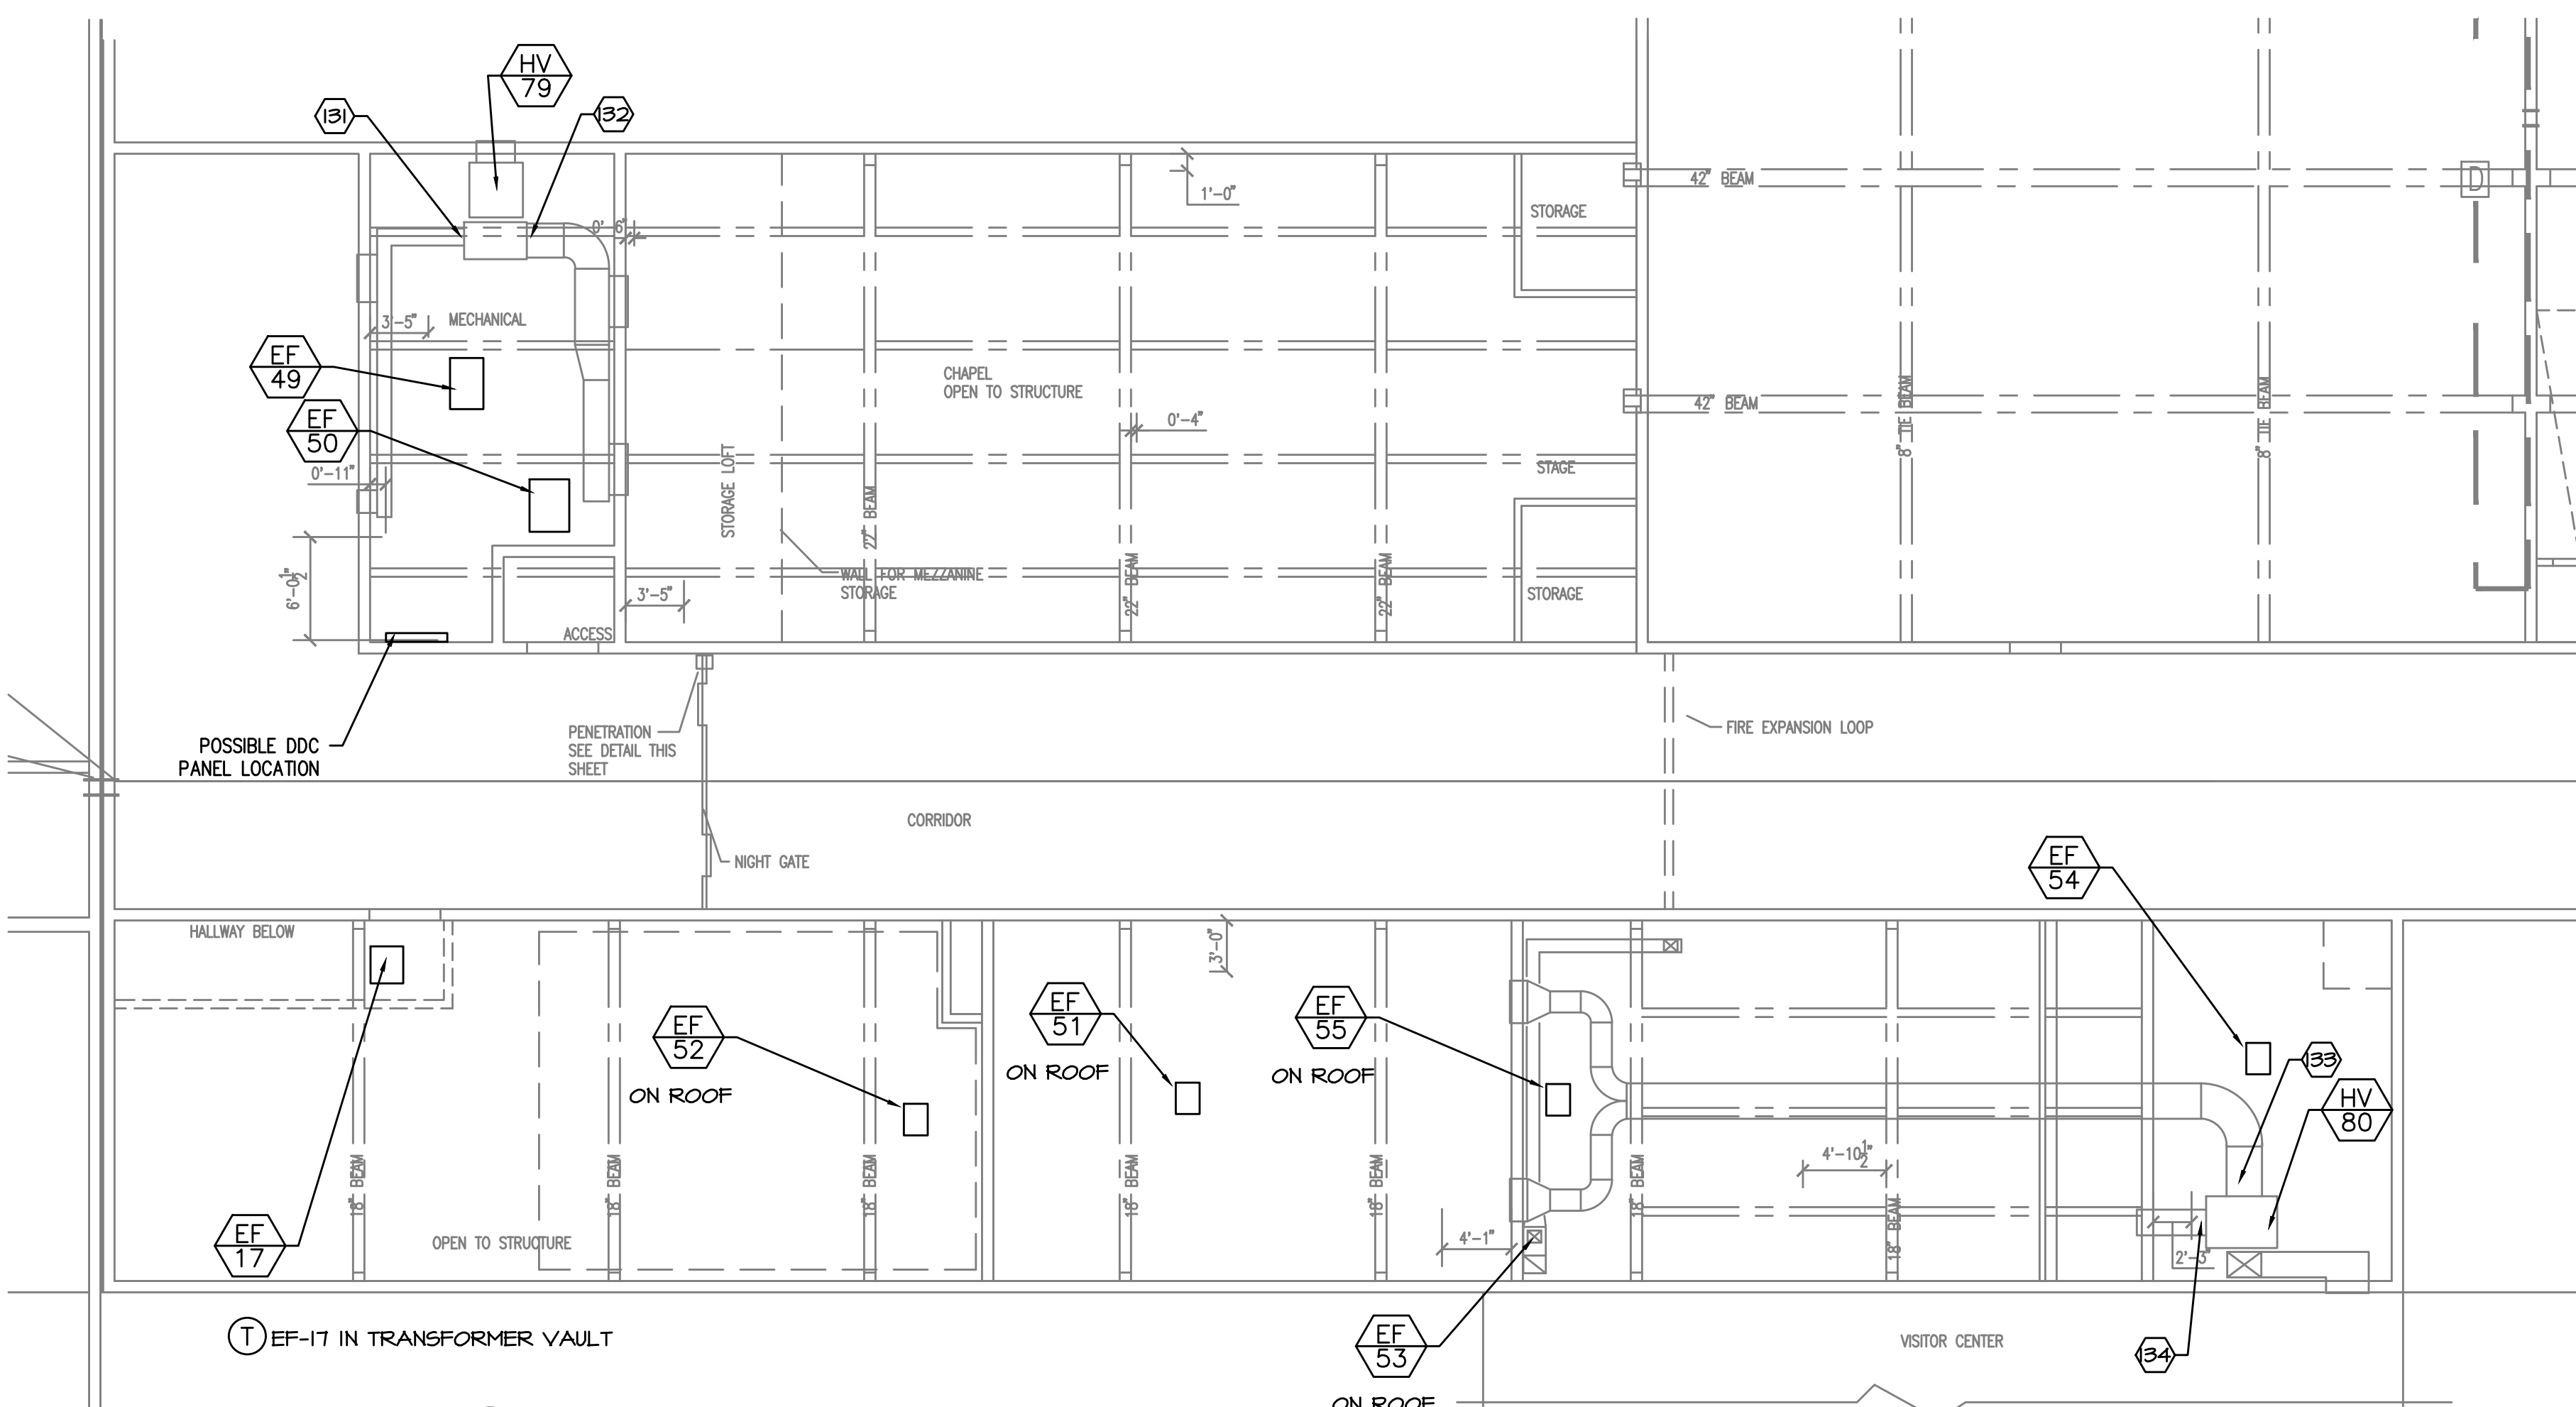 HV
79
131
132
0'-6"
1'-0"
STORAGE
42" BEAM
D
3'-5"
MECHANICAL
EF
49
CHAPEL
OPEN TO STRUCTURE
42" BEAM
8" TIE BEAM
8" TIE BEAM
EF
50
0'-4"
0'-11"
STORAGE LOFT
22" BEAM
STAGE
6'-0 1/2"
WALL FOR MEZZANINE
STORAGE
22" BEAM
22" BEAM
3'-5"
STORAGE
ACCESS
POSSIBLE DDC
PANEL LOCATION
PENETRATION
SEE DETAIL THIS
SHEET
FIRE EXPANSION LOOP
CORRIDOR
NIGHT GATE
EF
54
HALLWAY BELOW
3'-0"
EF
52
ON ROOF
EF
51
ON ROOF
EF
55
ON ROOF
133
HV
80
18" BEAM
18" BEAM
18" BEAM
18" BEAM
18" BEAM
18" BEAM
4'-10 1/2"
18" BEAM
EF
17
OPEN TO STRUCTURE
4'-1"
2'-3"
T EF-17 IN TRANSFORMER VAULT
EF
53
ON ROOF
VISITOR CENTER
134